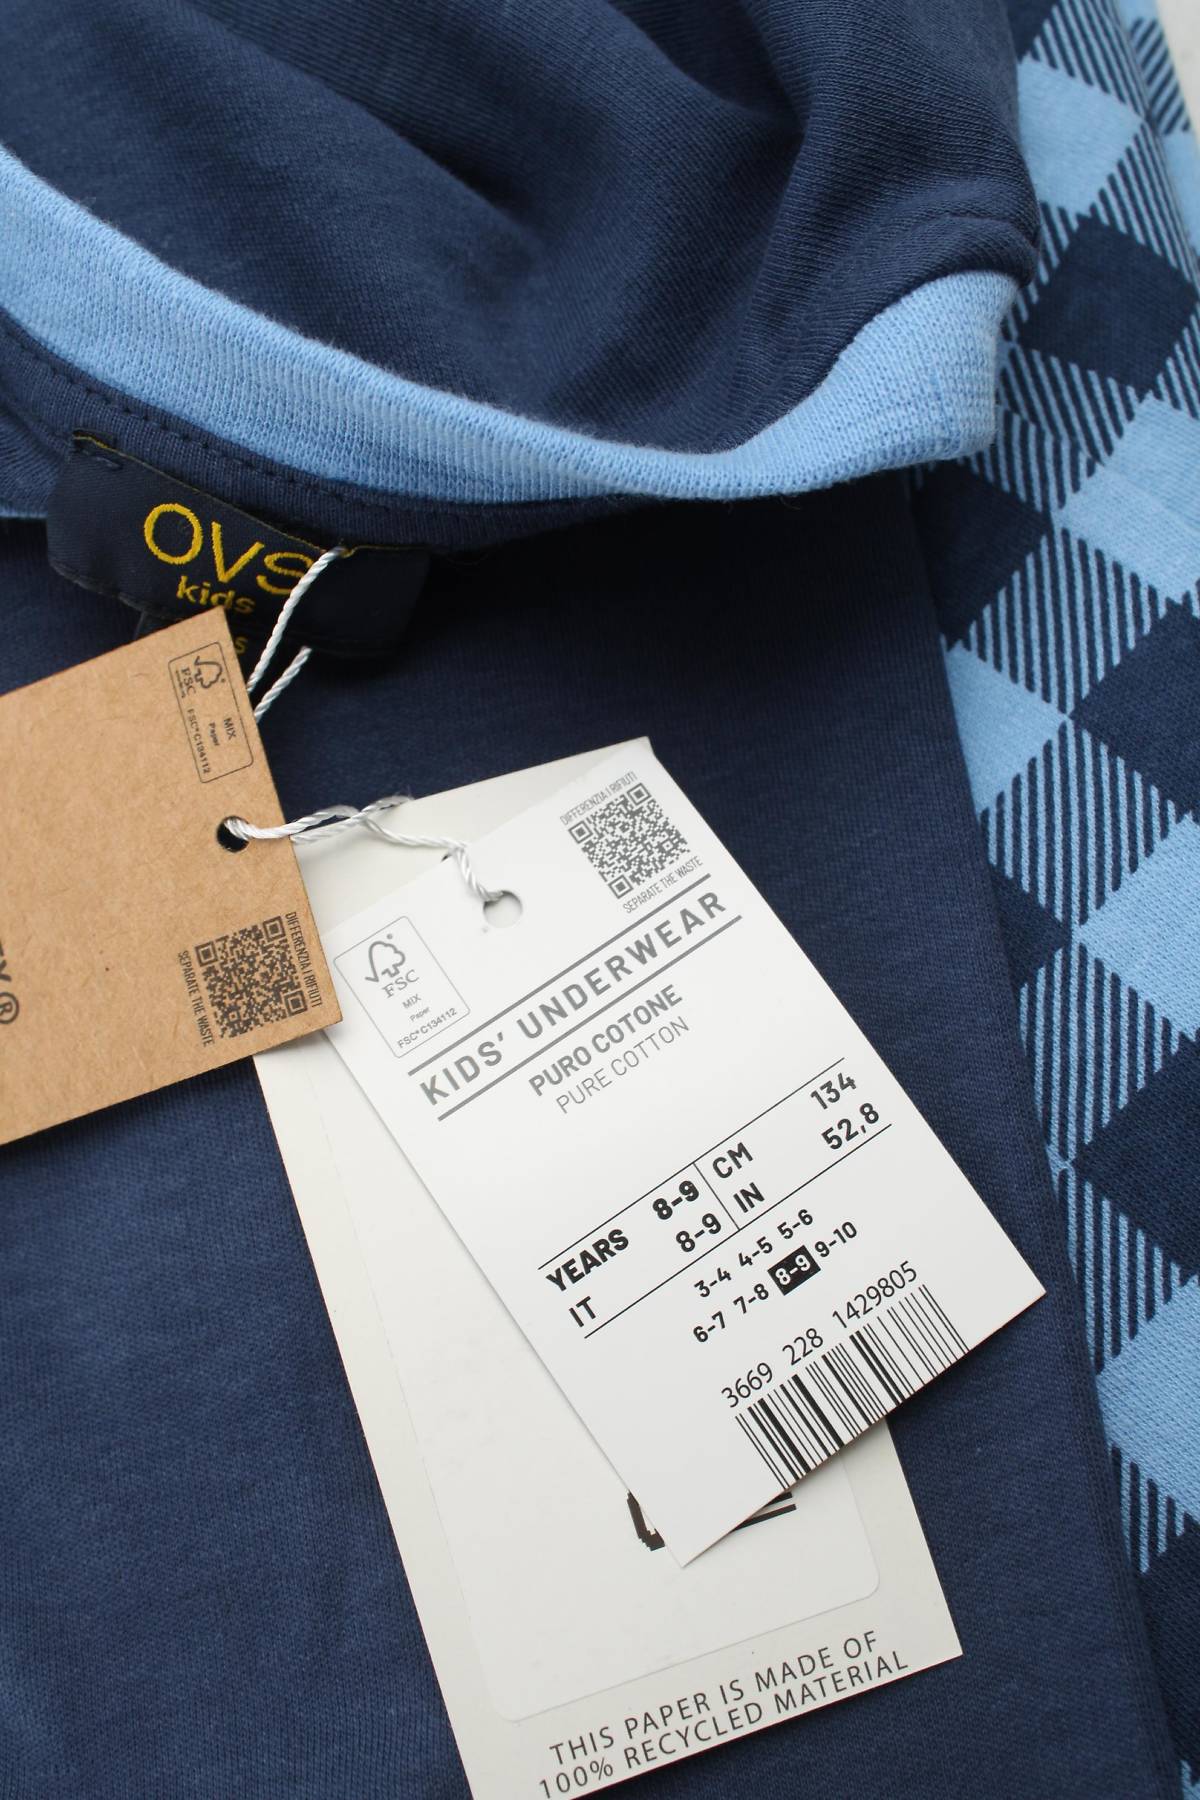 OVS
kids
FSC
MIX
Paper
FSC® C134112
DIFFERENZIA I RIFIUTI
SEPARATE THE WASTE
®
DIFFERENZIA I RIFIUTI
SEPARATE THE WASTE
FSC
MIX
Paper
FSC® C134112
KIDS' UNDERWEAR
PURO COTONE
PURE COTTON
YEARS 8-9 CM 134
IT 8-9 IN 52,8
3-4 4-5 5-6
6-7 7-8 8-9 9-10
3669 228 1429805
THIS PAPER IS MADE OF
100% RECYCLED MATERIAL